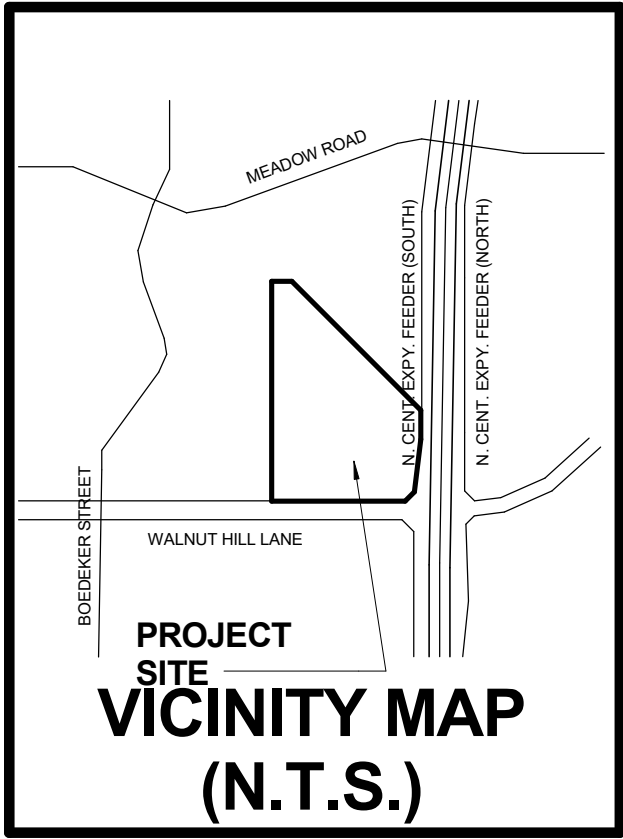 MEADOW ROAD
N. CENT. EXPY. FEEDER (SOUTH)
N. CENT. EXPY. FEEDER (NORTH)
BOEDEKER STREET
WALNUT HILL LANE
PROJECT
SITE
VICINITY MAP
(N.T.S.)